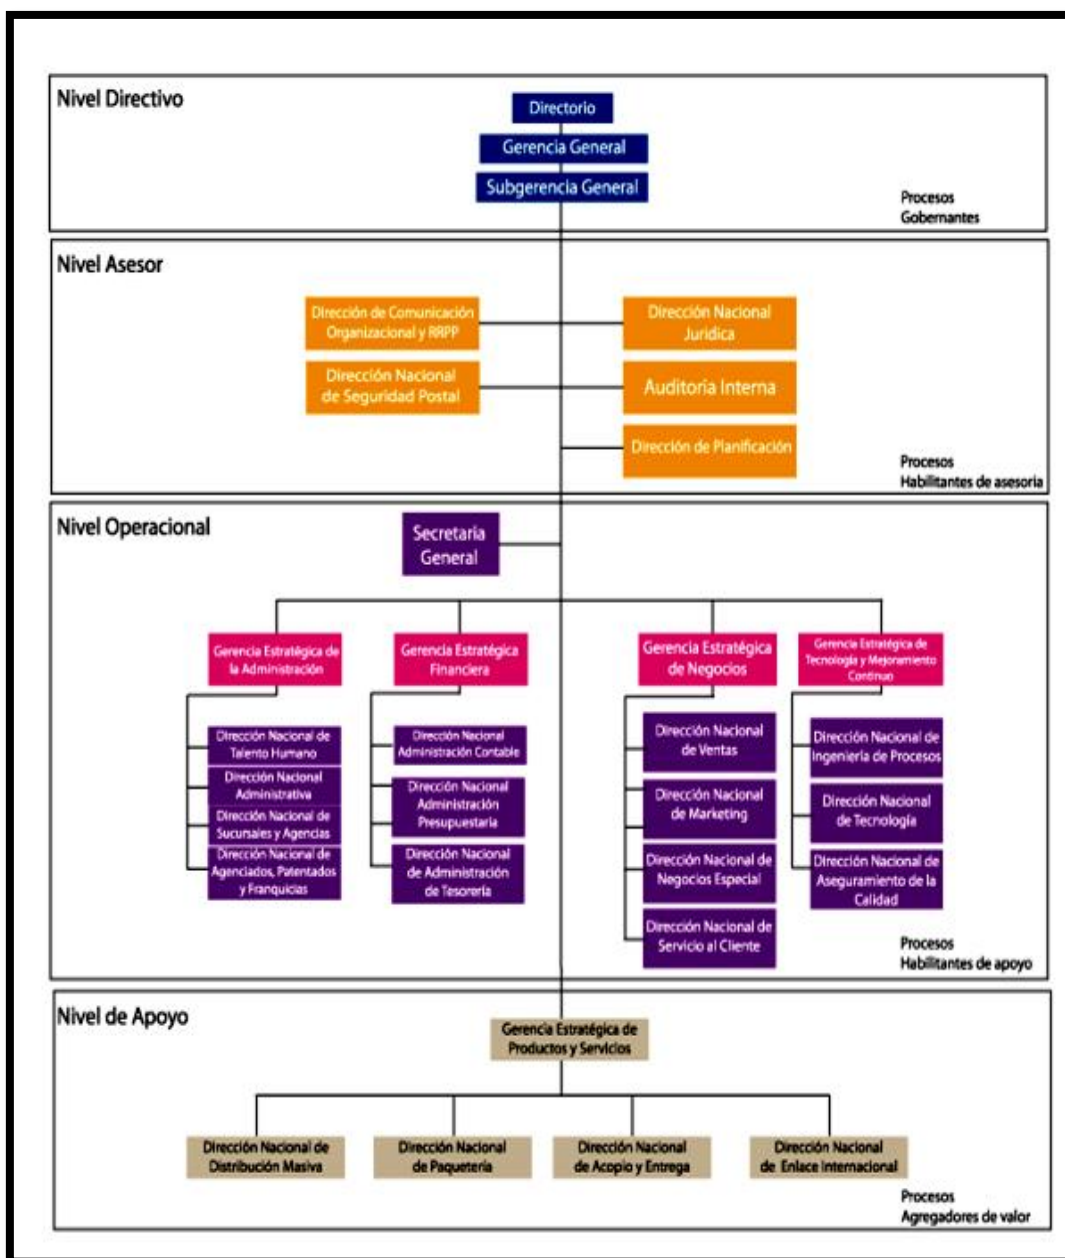 Nivel Directivo
Directorio
Gerencia General
Subgerencia General
Procesos
Gobernantes
Nivel Asesor
Dirección de Comunicación
Organizacional y RRPP
Dirección Nacional
Juridica
Dirección Nacional
de Seguridad Postal
Auditoria Interna
Dirección de Planificación
Procesos
Habilitantes de asesoria
Nivel Operacional
Secretaria
General
Gerencia Estratégica de
la Administración
Gerencia Estratégica
Financiera
Gerencia Estratégica
de Negocios
Gerencia Estratégica de
Tecnología y Mejoramiento
Continuo
Dirección Nacional de
Talento Humano
Dirección Nacional
Administrativa
Dirección Nacional de
Sucursales y Agencias
Dirección Nacional de
Agenciados, Patentados
y Franquicias
Dirección Nacional
Administración Contable
Dirección Nacional
Administración
Presupuestaria
Dirección Nacional
de Administración
de Tesorería
Dirección Nacional
de Ventas
Dirección Nacional
de Marketing
Dirección Nacional de
Negocios Especial
Dirección Nacional de
Servicio al Cliente
Dirección Nacional de
Ingeniería de Procesos
Dirección Nacional
de Tecnología
Dirección Nacional de
Aseguramiento de la
Calidad
Procesos
Habilitantes de apoyo
Nivel de Apoyo
Gerencia Estratégica de
Productos y Servicios
Dirección Nacional de
Distribución Masiva
Dirección Nacional
de Paquetería
Dirección Nacional
de Acopio y Entrega
Dirección Nacional
de Enlace Internacional
Procesos
Agregadores de valor